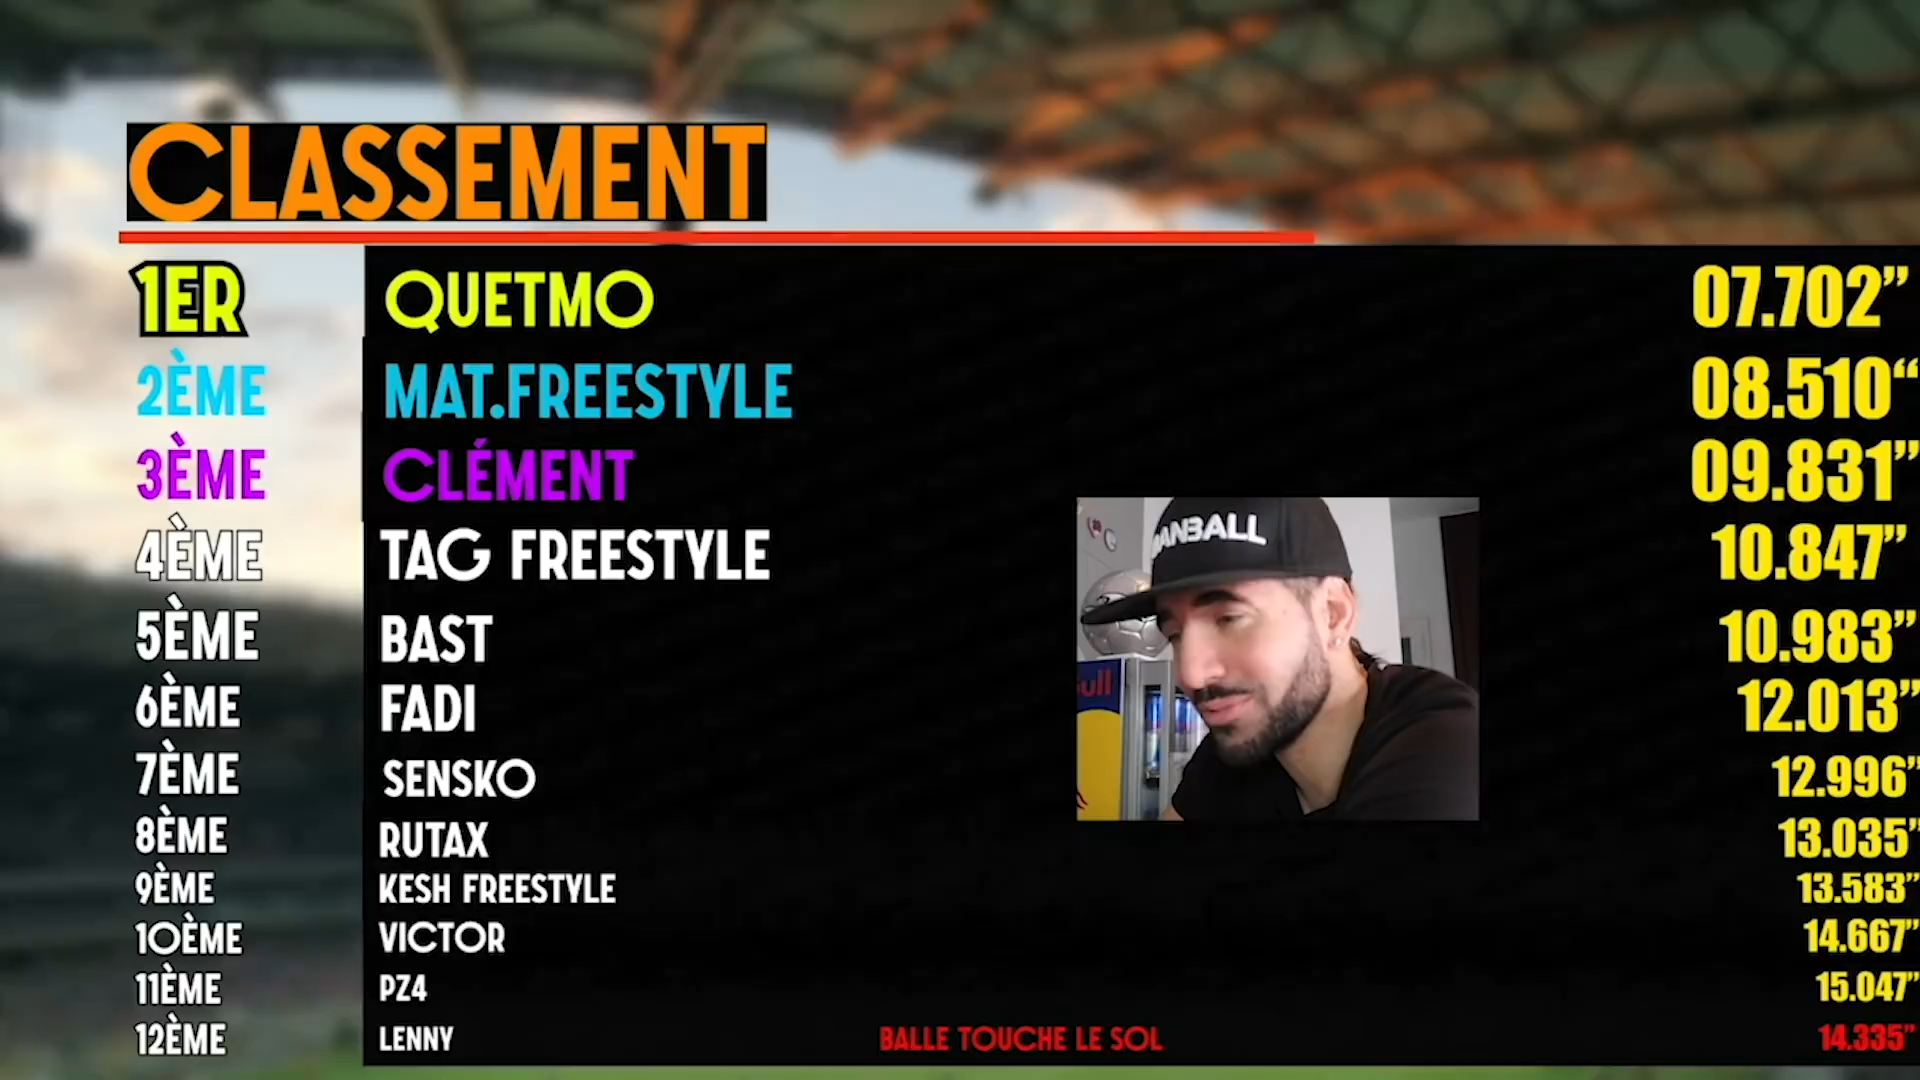 CLASSEMENT
1ER QUETMO 07.702”
2ÈME MAT.FREESTYLE 08.510“
3ÈME CLÉMENT 09.831”
4ÈME TAG FREESTYLE 10.847”
5ÈME BAST 10.983”
6ÈME FADI 12.013”
7ÈME SENSKO 12.996”
8ÈME RUTAX 13.035”
9ÈME KESH FREESTYLE 13.583”
10ÈME VICTOR 14.667”
11ÈME PZ4 15.047”
12ÈME LENNY BALLE TOUCHE LE SOL 14.335”